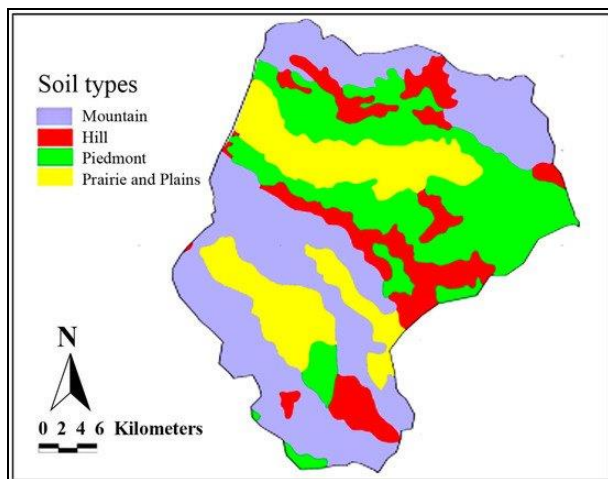 Soil types
Mountain
Hill
Piedmont
Prairie and Plains
N
0 2 4 6 Kilometers